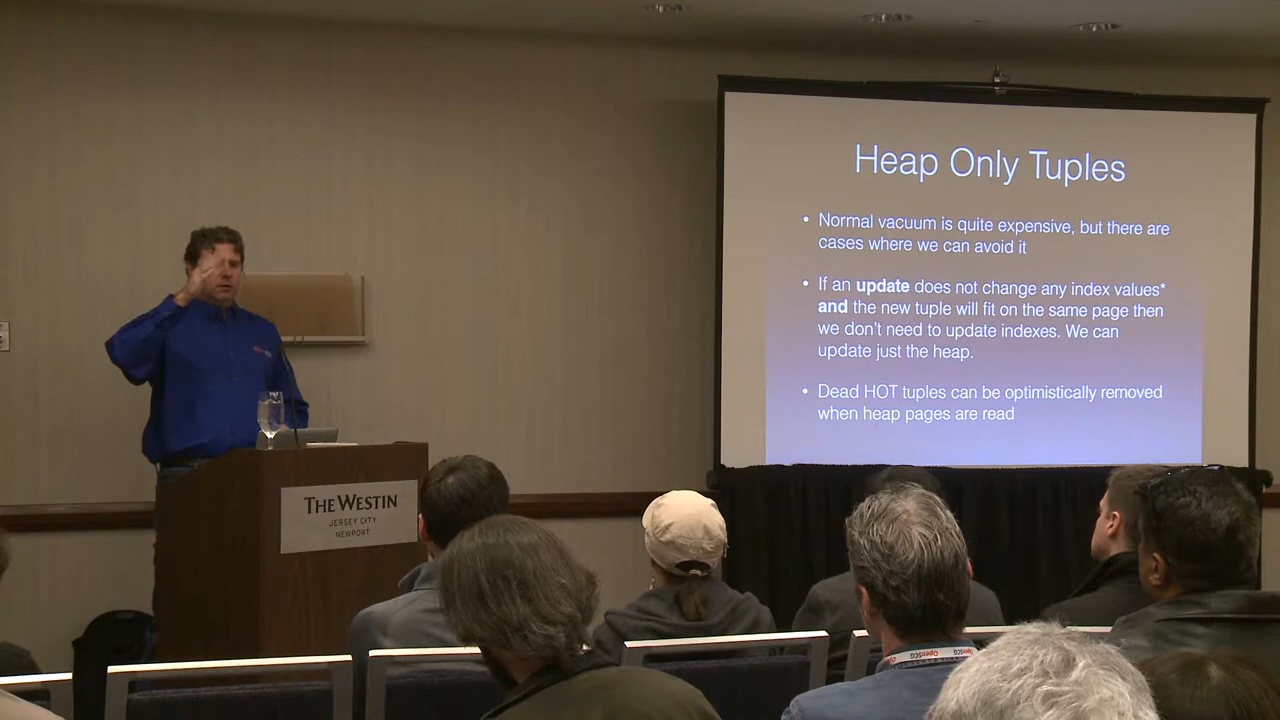 Heap Only Tuples
• Normal vacuum is quite expensive, but there are
cases where we can avoid it
• If an update does not change any index values*
and the new tuple will fit on the same page then
we don't need to update indexes. We can
update just the heap.
• Dead HOT tuples can be optimistically removed
when heap pages are read
THE WESTIN
JERSEY CITY
NEWPORT
OpenSCG